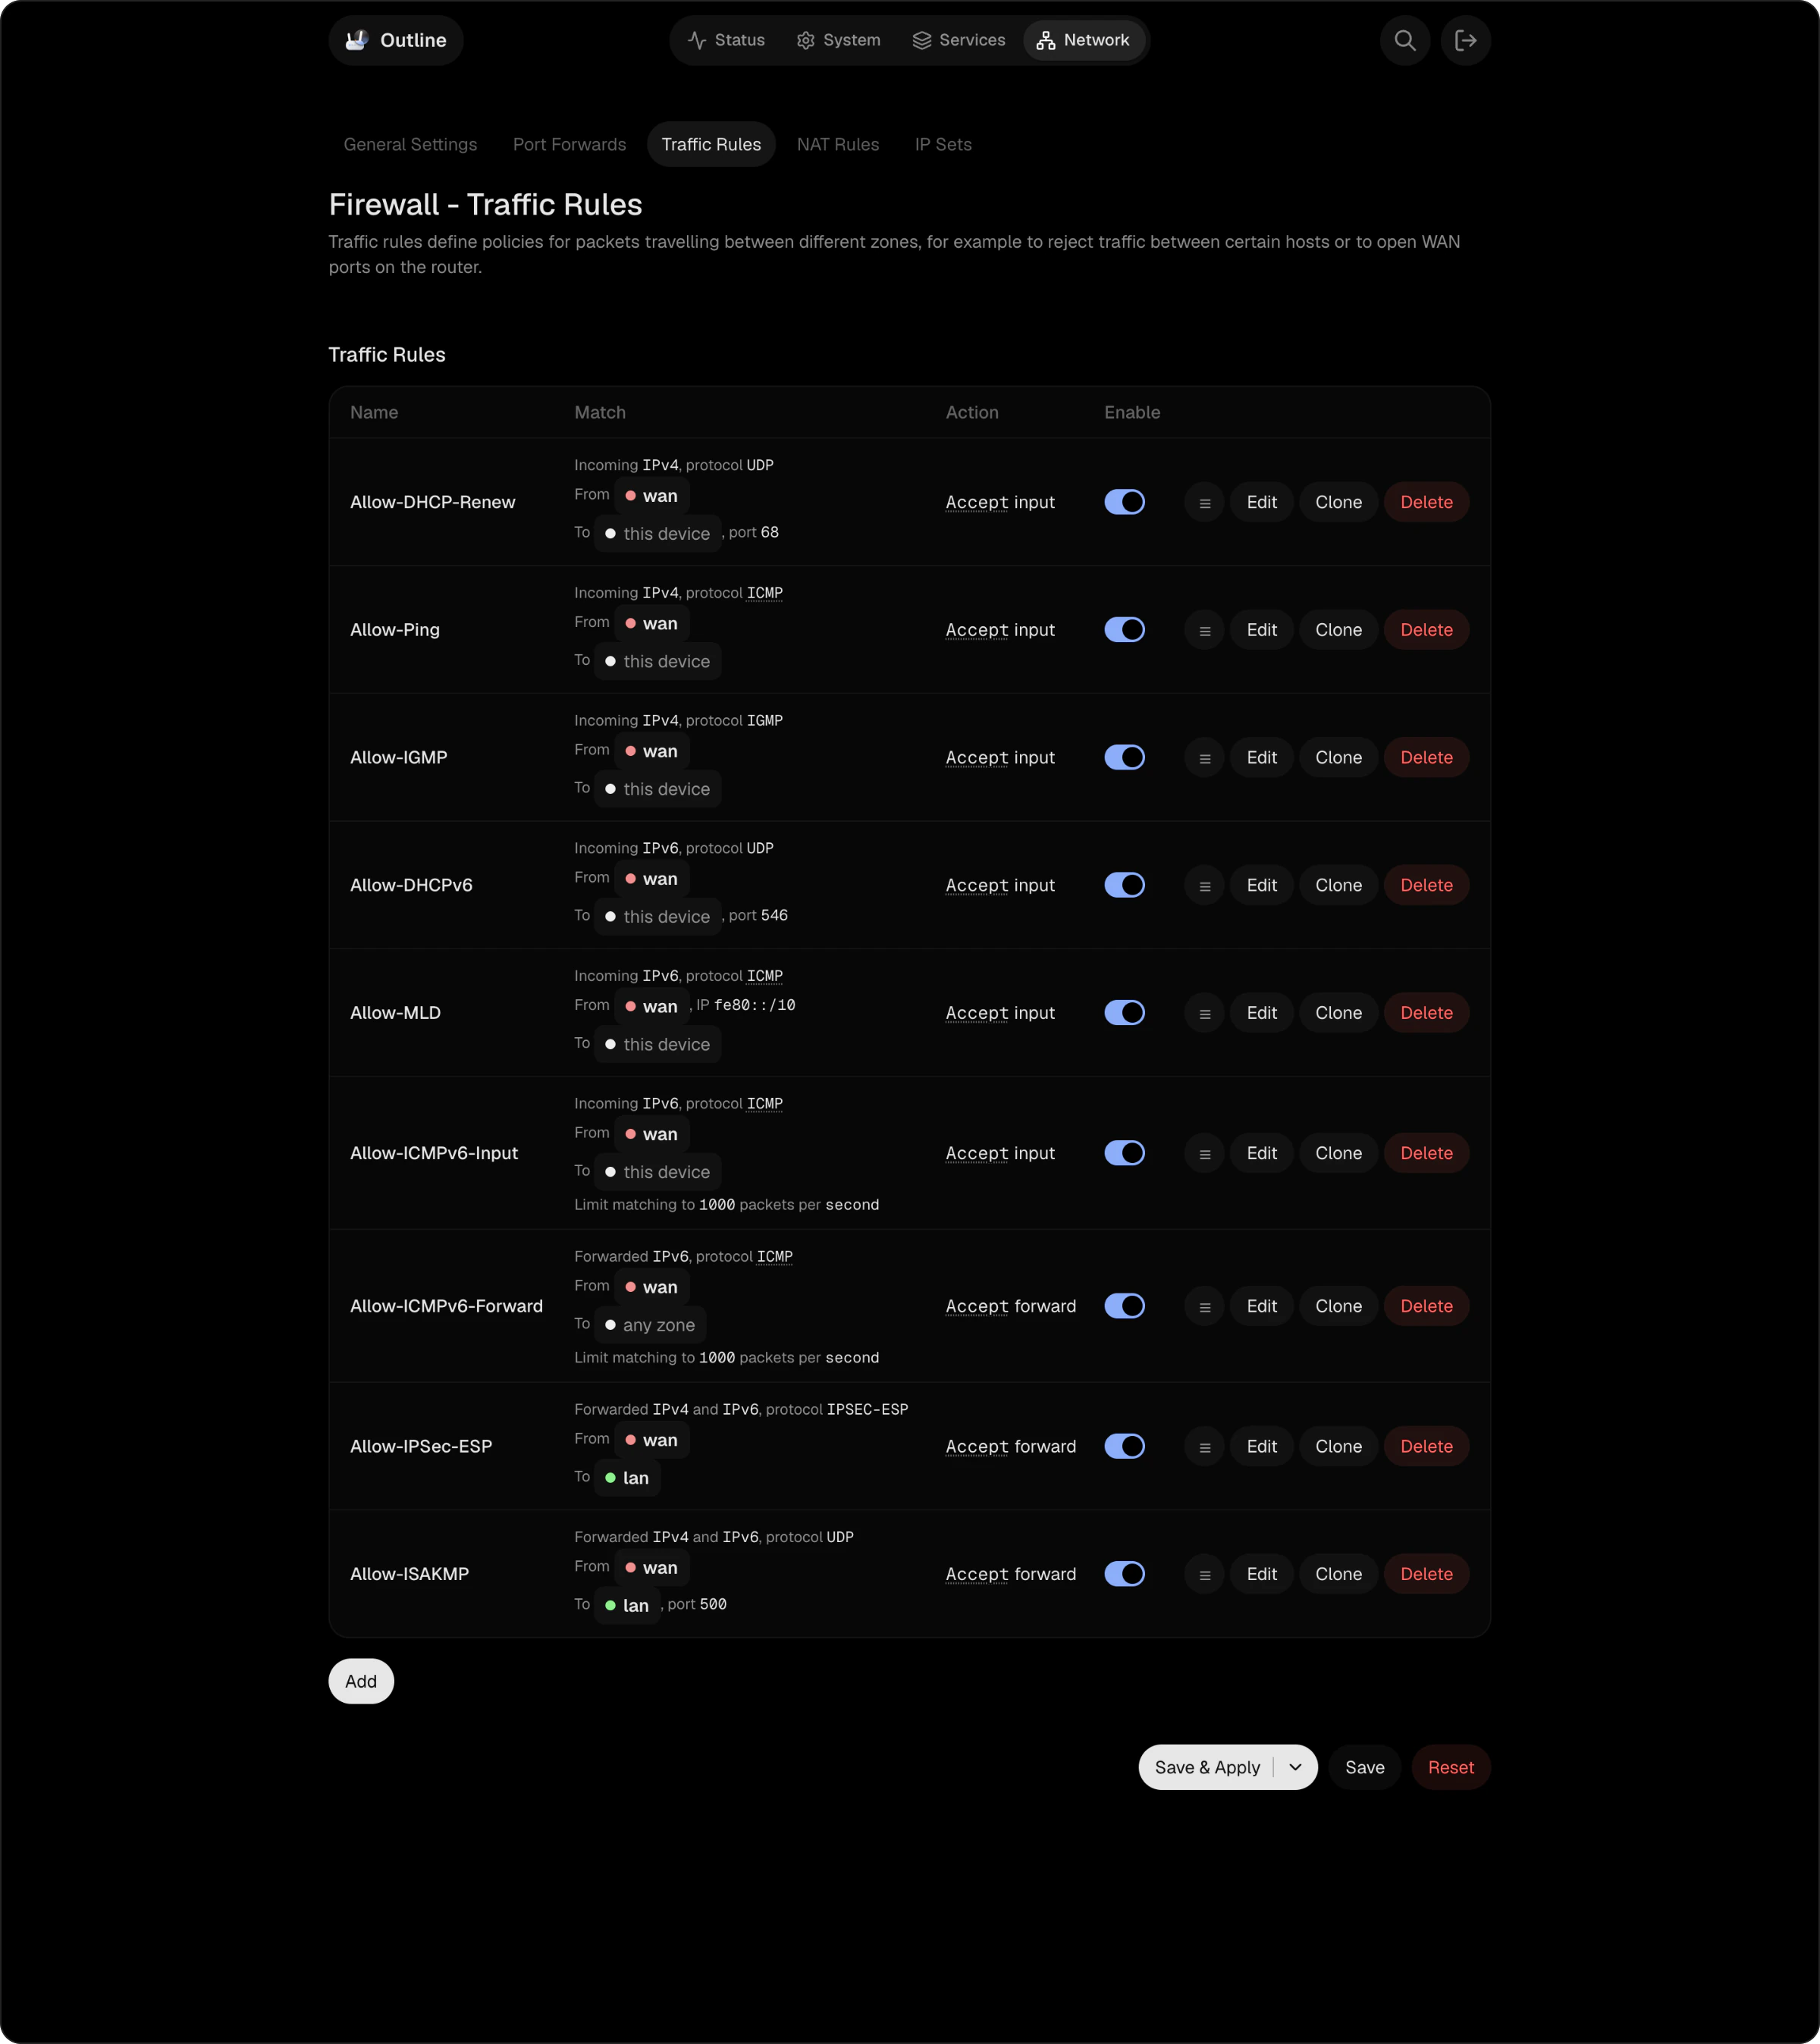 Outline
Status System Services Network
General Settings Port Forwards Traffic Rules NAT Rules IP Sets
Firewall - Traffic Rules
Traffic rules define policies for packets travelling between different zones, for example to reject traffic between certain hosts or to open WAN
ports on the router.
Traffic Rules
Name Match Action Enable
Incoming IPv4, protocol UDP
From wan
To this device, port 68
Allow-DHCP-Renew Accept input Edit Clone Delete
Incoming IPv4, protocol ICMP
From wan
To this device
Allow-Ping Accept input Edit Clone Delete
Incoming IPv4, protocol IGMP
From wan
To this device
Allow-IGMP Accept input Edit Clone Delete
Incoming IPv6, protocol UDP
From wan
To this device, port 546
Allow-DHCPv6 Accept input Edit Clone Delete
Incoming IPv6, protocol ICMP
From wan, IP fe80::/10
To this device
Allow-MLD Accept input Edit Clone Delete
Incoming IPv6, protocol ICMP
From wan
To this device
Limit matching to 1000 packets per second
Allow-ICMPv6-Input Accept input Edit Clone Delete
Forwarded IPv6, protocol ICMP
From wan
To any zone
Limit matching to 1000 packets per second
Allow-ICMPv6-Forward Accept forward Edit Clone Delete
Forwarded IPv4 and IPv6, protocol IPSEC-ESP
From wan
To lan
Allow-IPSec-ESP Accept forward Edit Clone Delete
Forwarded IPv4 and IPv6, protocol UDP
From wan
To lan, port 500
Allow-ISAKMP Accept forward Edit Clone Delete
Add
Save & Apply Save Reset